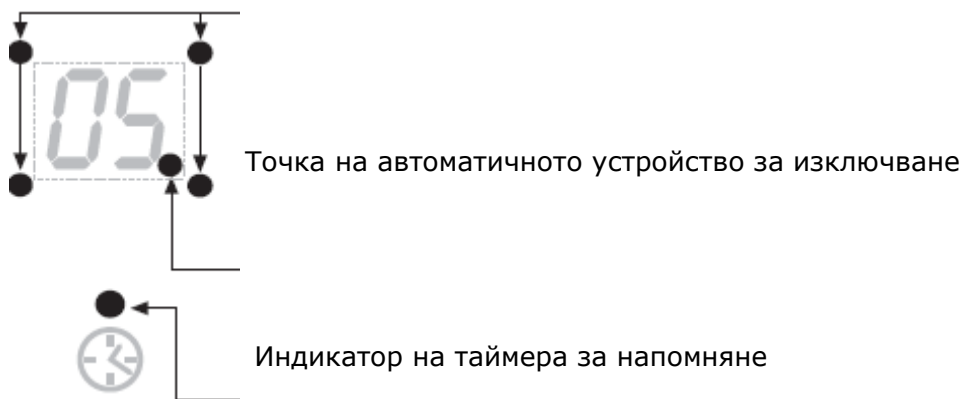 05
Точка на автоматичното устройство за изключване
Индикатор на таймера за напомняне